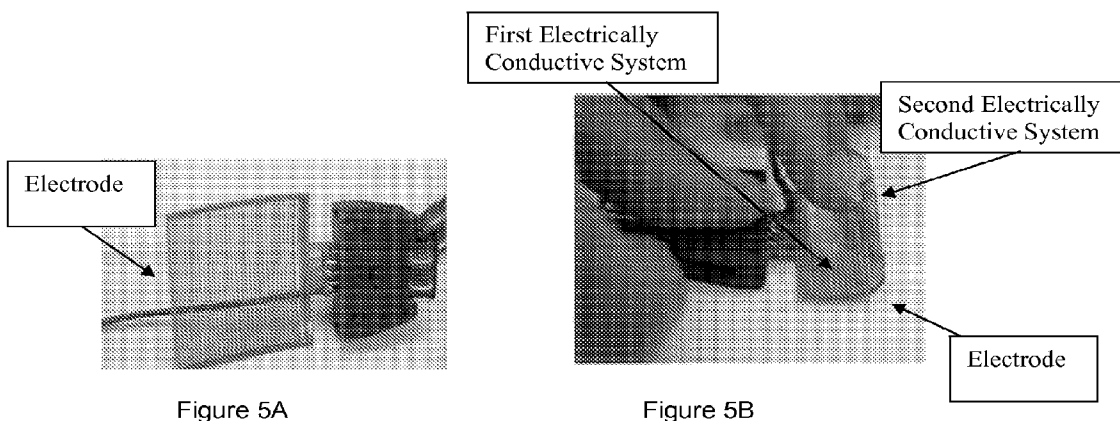 First Electrically
Conductive System
Second Electrically
Conductive System
Electrode
Electrode
Figure 5A
Figure 5B